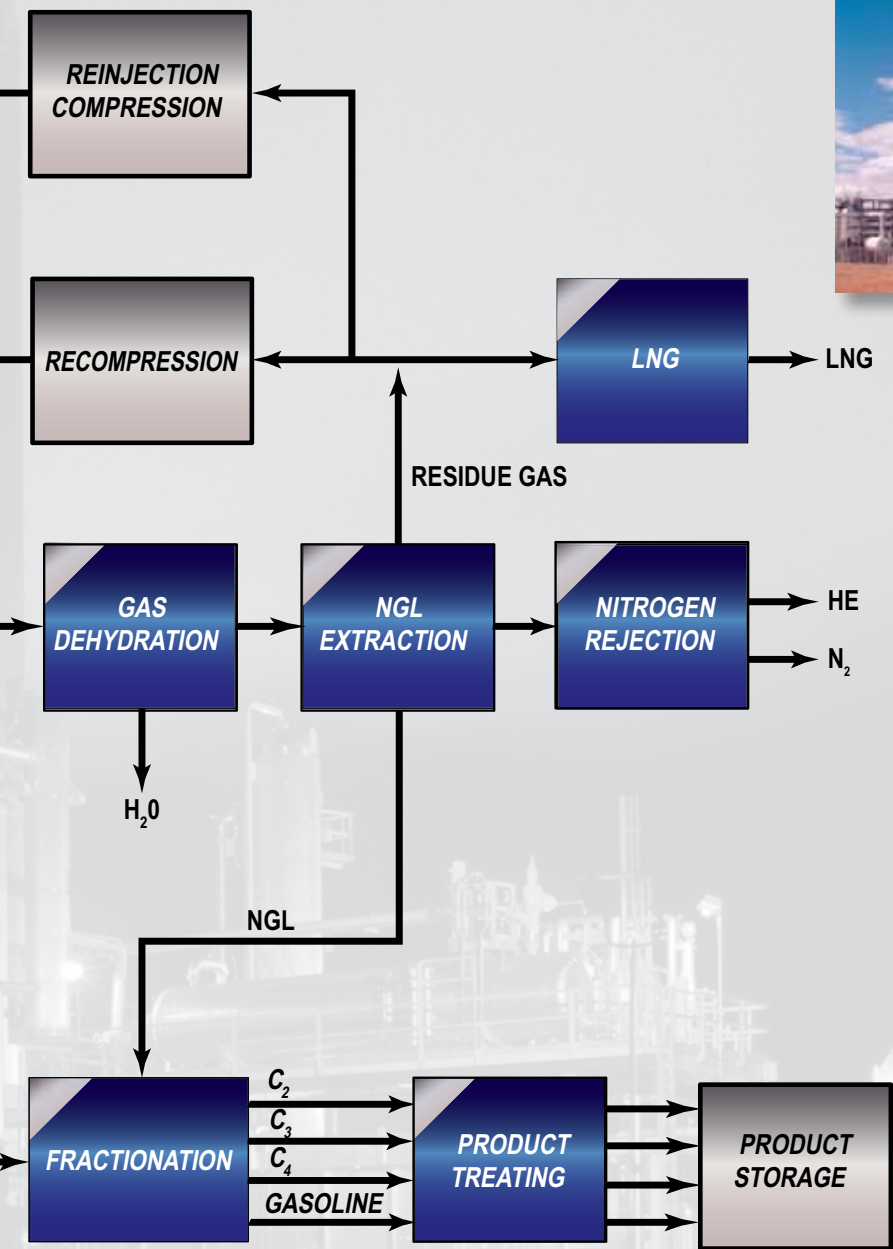 REINJECTION
COMPRESSION
RECOMPRESSION
LNG
LNG
RESIDUE GAS
GAS
DEHYDRATION
NGL
EXTRACTION
NITROGEN
REJECTION
HE
N₂
H₂0
NGL
FRACTIONATION
C₂
C₃
C₄
GASOLINE
PRODUCT
TREATING
PRODUCT
STORAGE